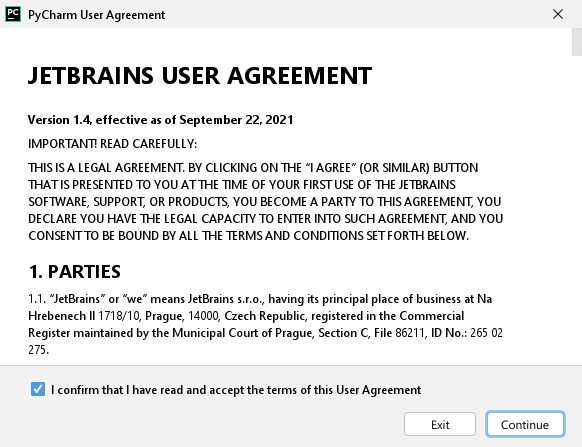 PC PyCharm User Agreement
JETBRAINS USER AGREEMENT
Version 1.4, effective as of September 22, 2021
IMPORTANT! READ CAREFULLY:
THIS IS A LEGAL AGREEMENT. BY CLICKING ON THE “I AGREE” (OR SIMILAR) BUTTON
THAT IS PRESENTED TO YOU AT THE TIME OF YOUR FIRST USE OF THE JETBRAINS
SOFTWARE, SUPPORT, OR PRODUCTS, YOU BECOME A PARTY TO THIS AGREEMENT, YOU
DECLARE YOU HAVE THE LEGAL CAPACITY TO ENTER INTO SUCH AGREEMENT, AND YOU
CONSENT TO BE BOUND BY ALL THE TERMS AND CONDITIONS SET FORTH BELOW.
1. PARTIES
1.1. “JetBrains” or “we” means JetBrains s.r.o., having its principal place of business at Na
Hrebenech II 1718/10, Prague, 14000, Czech Republic, registered in the Commercial
Register maintained by the Municipal Court of Prague, Section C, File 86211, ID No.: 265 02
275.
I confirm that I have read and accept the terms of this User Agreement
Exit Continue